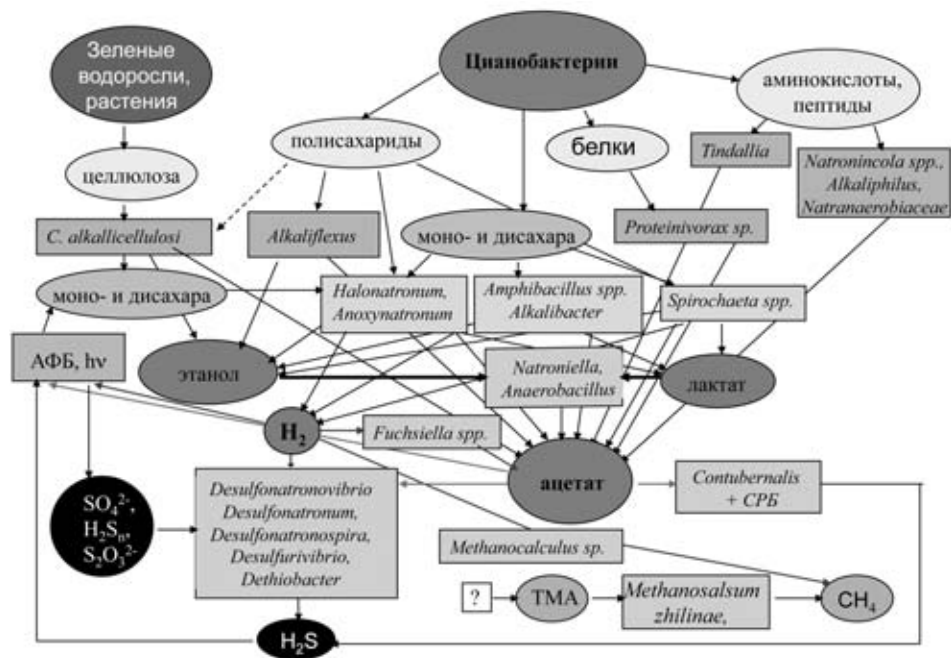 Зеленые
водоросли,
растения
Цианобактерии
аминокислоты,
пептиды
полисахариды
белки
Tindallia
Natronincola spp.,
Alkaliphilus,
Natranaerobiaceae
целлюлоза
C. alkallicellulosi
Alkaliflexus
моно- и дисахара
Proteinivorax sp.
моно- и дисахара
Halonatronum,
Anoxynatronum
Amphibacillus spp.
Alkalibacter
Spirochaeta spp.
АФБ, hν
этанол
Natroniella,
Anaerobacillus
лактат
H₂
Fuchsiella spp.
ацетат
Contubernalis
+ СРБ
SO₄²⁻,
H₂Sₙ,
S₂O₃²⁻
Desulfonatronovibrio
Desulfonatronum,
Desulfonatronospira,
Desulfurivibrio,
Dethiobacter
Methanocalculus sp.
?
TMA
Methanosalsum
zhilinae,
CH₄
H₂S